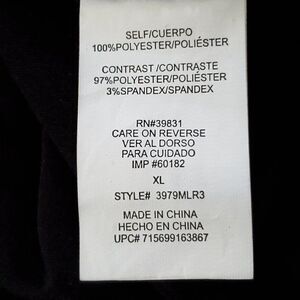 SELF/CUERPO
100%POLYESTER/POLIÉSTER
CONTRAST /CONTRASTE
97%POLYESTER/POLIÉSTER
3%SPANDEX/SPANDEX
RN#39831
CARE ON REVERSE
VER AL DORSO
PARA CUIDADO
IMP #60182
XL
STYLE# 3979MLR3
MADE IN CHINA
HECHO EN CHINA
UPC# 715699163867